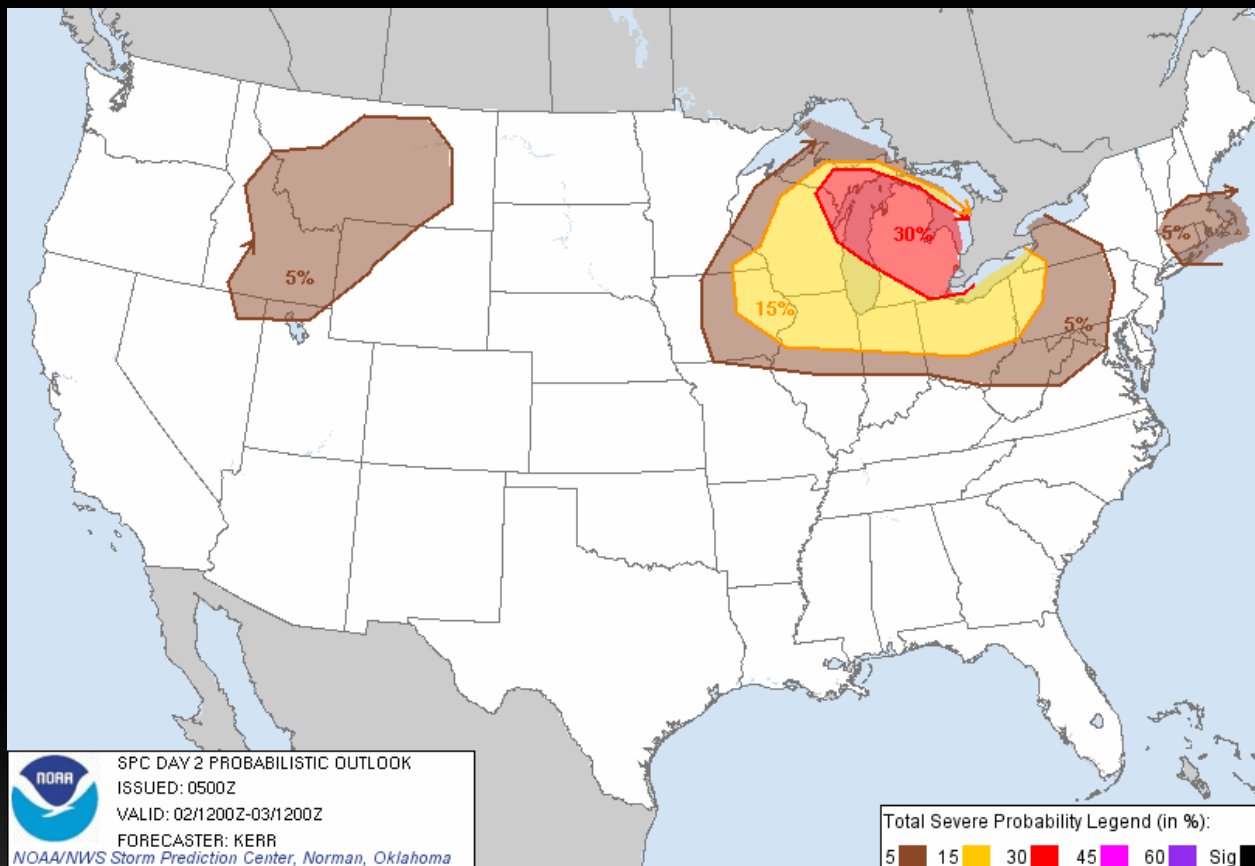 30%
5%
5%
15%
5%
NOAA
SPC DAY 2 PROBABILISTIC OUTLOOK
ISSUED: 0500Z
VALID: 02/1200Z-03/1200Z
FORECASTER: KERR
NOAA/NWS Storm Prediction Center, Norman, Oklahoma
Total Severe Probability Legend (in %):
5 15 30 45 60 Sig